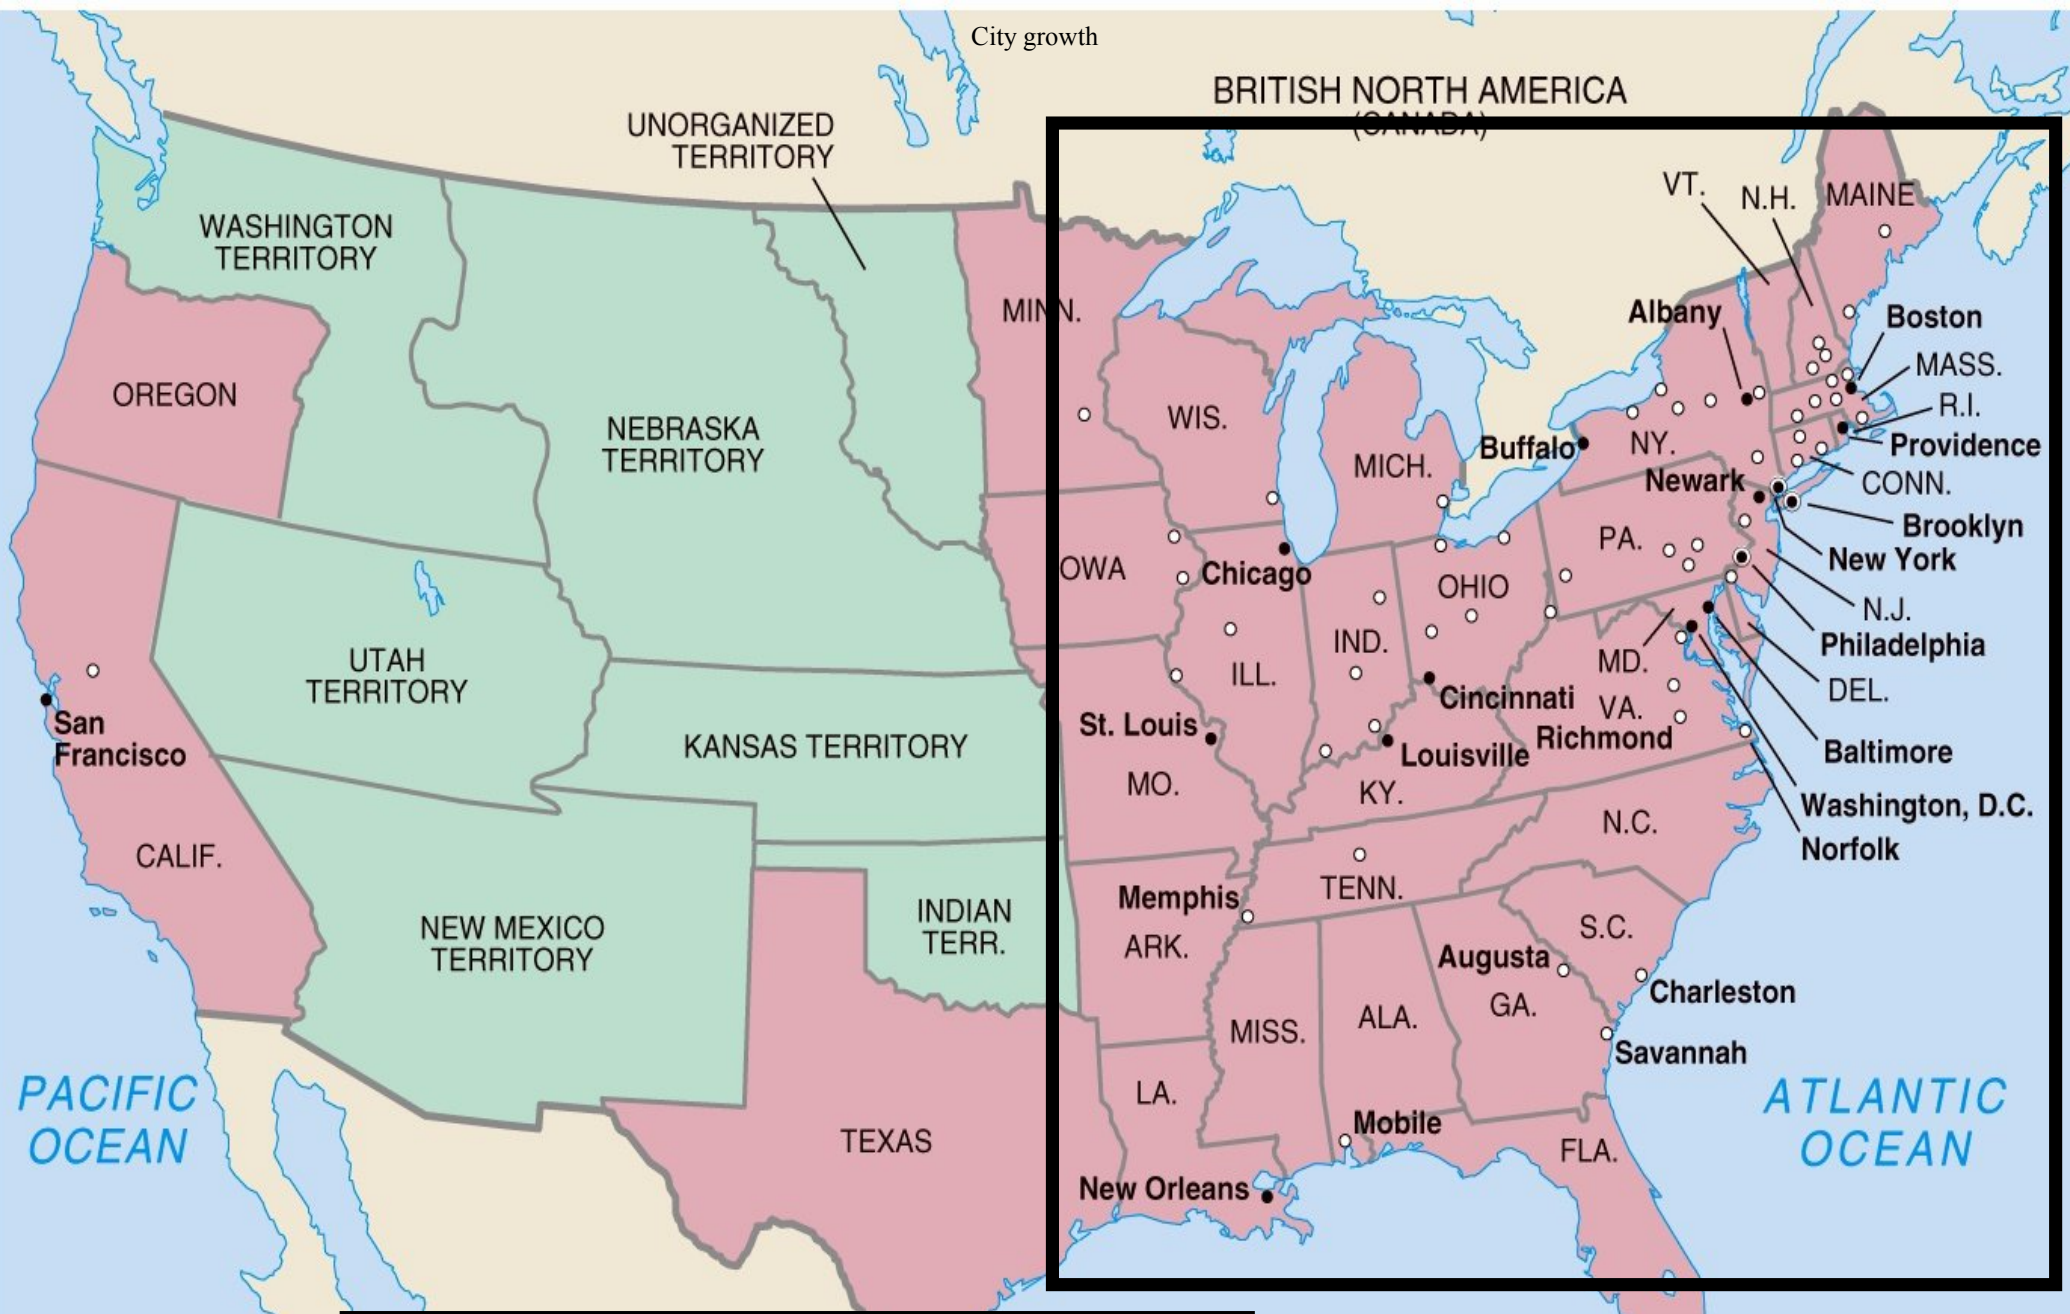 City growth
BRITISH NORTH AMERICA
(CANADA)
UNORGANIZED
TERRITORY
VT.
N.H.
MAINE
WASHINGTON
TERRITORY
MINN.
Albany
Boston
MASS.
OREGON
R.I.
WIS.
NEBRASKA
TERRITORY
Buffalo
NY.
Providence
MICH.
Newark
CONN.
Brooklyn
PA.
New York
OWA
Chicago
OHIO
N.J.
IND.
Philadelphia
UTAH
TERRITORY
ILL.
MD.
DEL.
Cincinnati
VA.
San
Francisco
St. Louis
Richmond
KANSAS TERRITORY
Louisville
Baltimore
MO.
KY.
Washington, D.C.
N.C.
CALIF.
Norfolk
TENN.
Memphis
INDIAN
TERR.
NEW MEXICO
TERRITORY
ARK.
S.C.
Augusta
Charleston
GA.
ALA.
MISS.
Savannah
PACIFIC
OCEAN
LA.
ATLANTIC
OCEAN
Mobile
TEXAS
FLA.
New Orleans